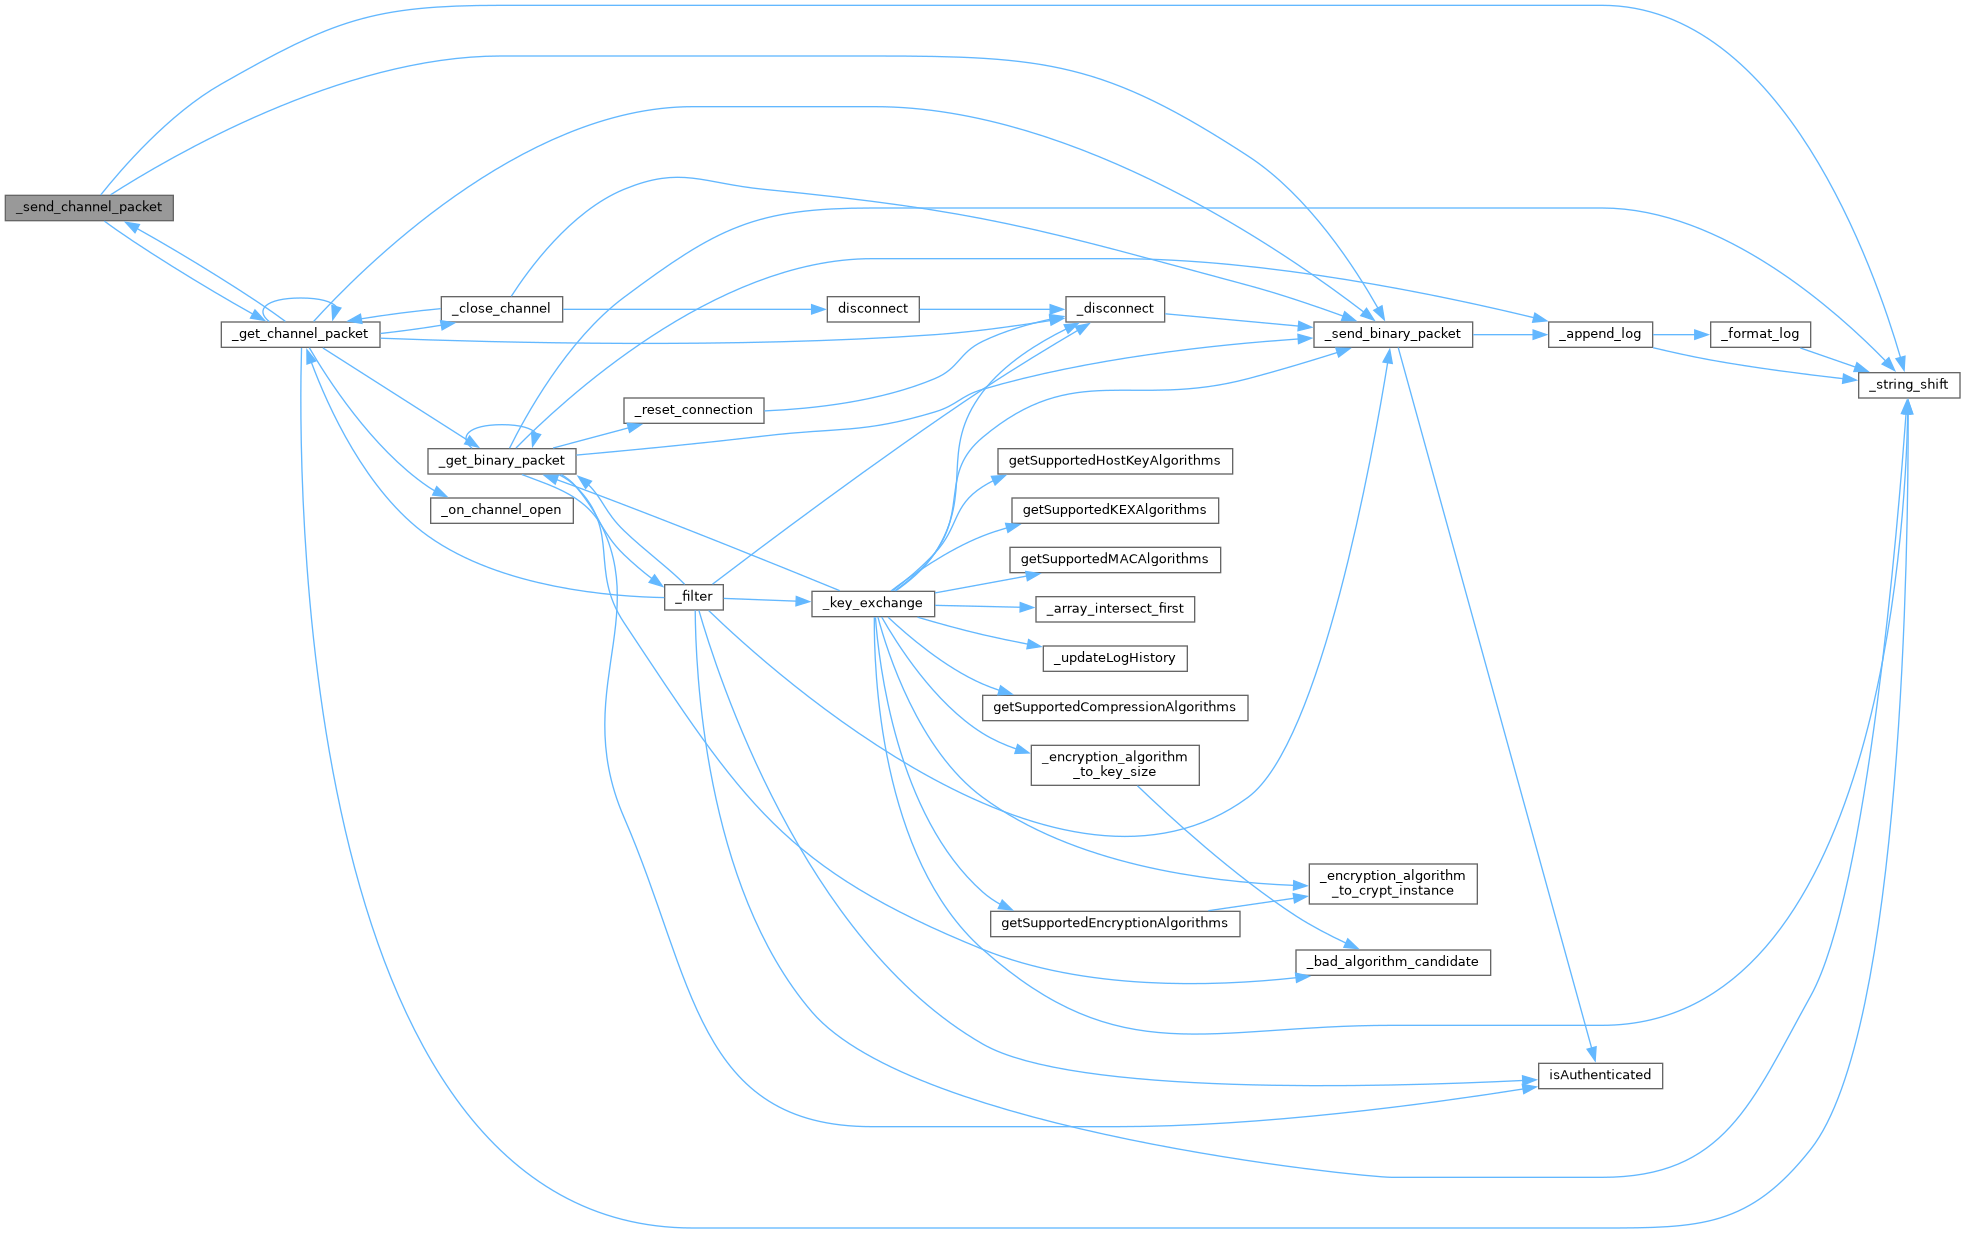 _send_channel_packet
_get_channel_packet
_close_channel
disconnect
_disconnect
_send_binary_packet
_append_log
_format_log
_string_shift
_reset_connection
_get_binary_packet
_on_channel_open
getSupportedHostKeyAlgorithms
getSupportedKEXAlgorithms
getSupportedMACAlgorithms
_filter
_key_exchange
_array_intersect_first
_updateLogHistory
getSupportedCompressionAlgorithms
_encryption_algorithm
_to_key_size
_encryption_algorithm
_to_crypt_instance
getSupportedEncryptionAlgorithms
_bad_algorithm_candidate
isAuthenticated